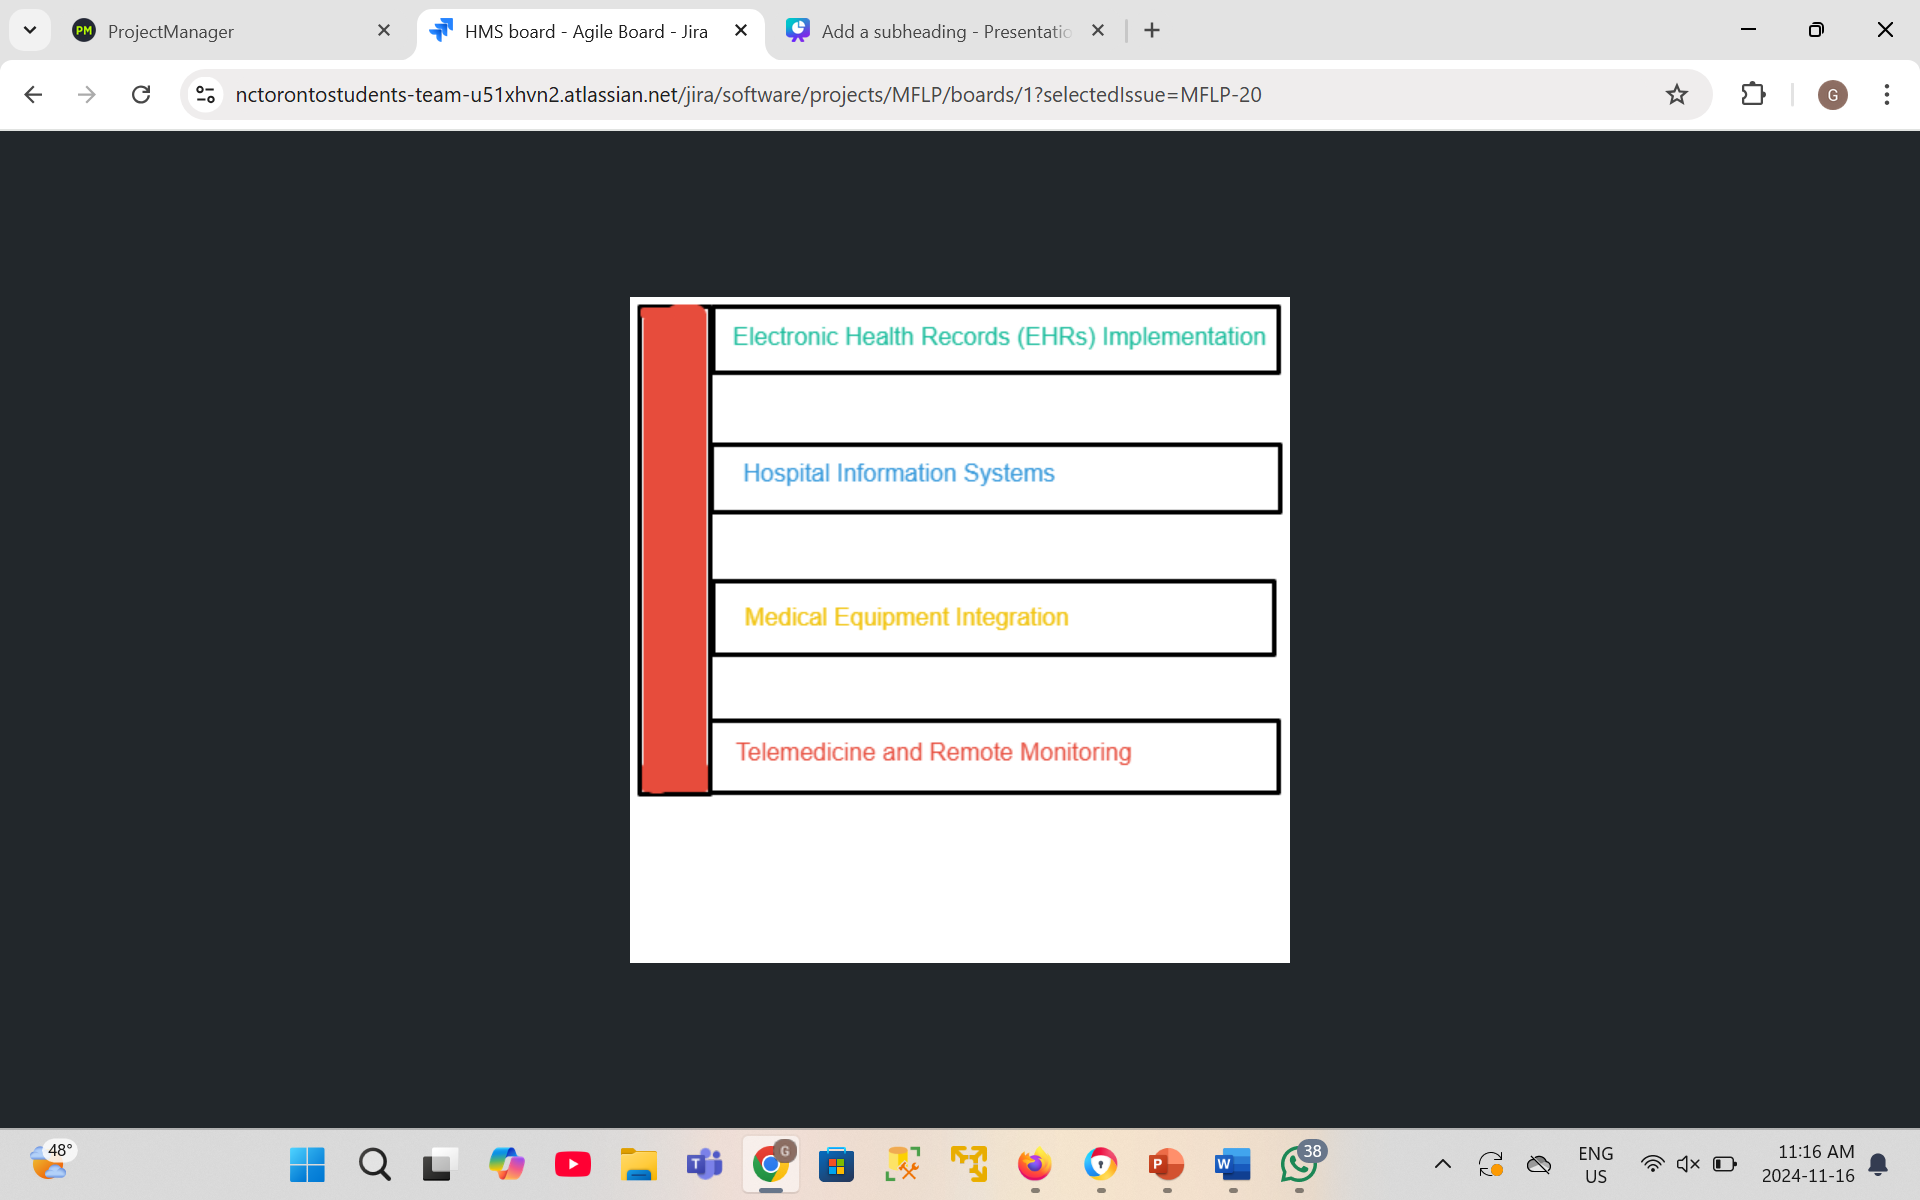 PM
ProjectManager
HMS board - Agile Board - Jira
Add a subheading - Presentatio
nctorontostudents-team-u51xhvn2.atlassian.net/jira/software/projects/MFLP/boards/1?selectedIssue=MFLP-20
G
Electronic Health Records (EHRs) Implementation
Hospital Information Systems
Medical Equipment Integration
Telemedicine and Remote Monitoring
48°
T
G
P
W
38
ENG
US
11:16 AM
2024-11-16